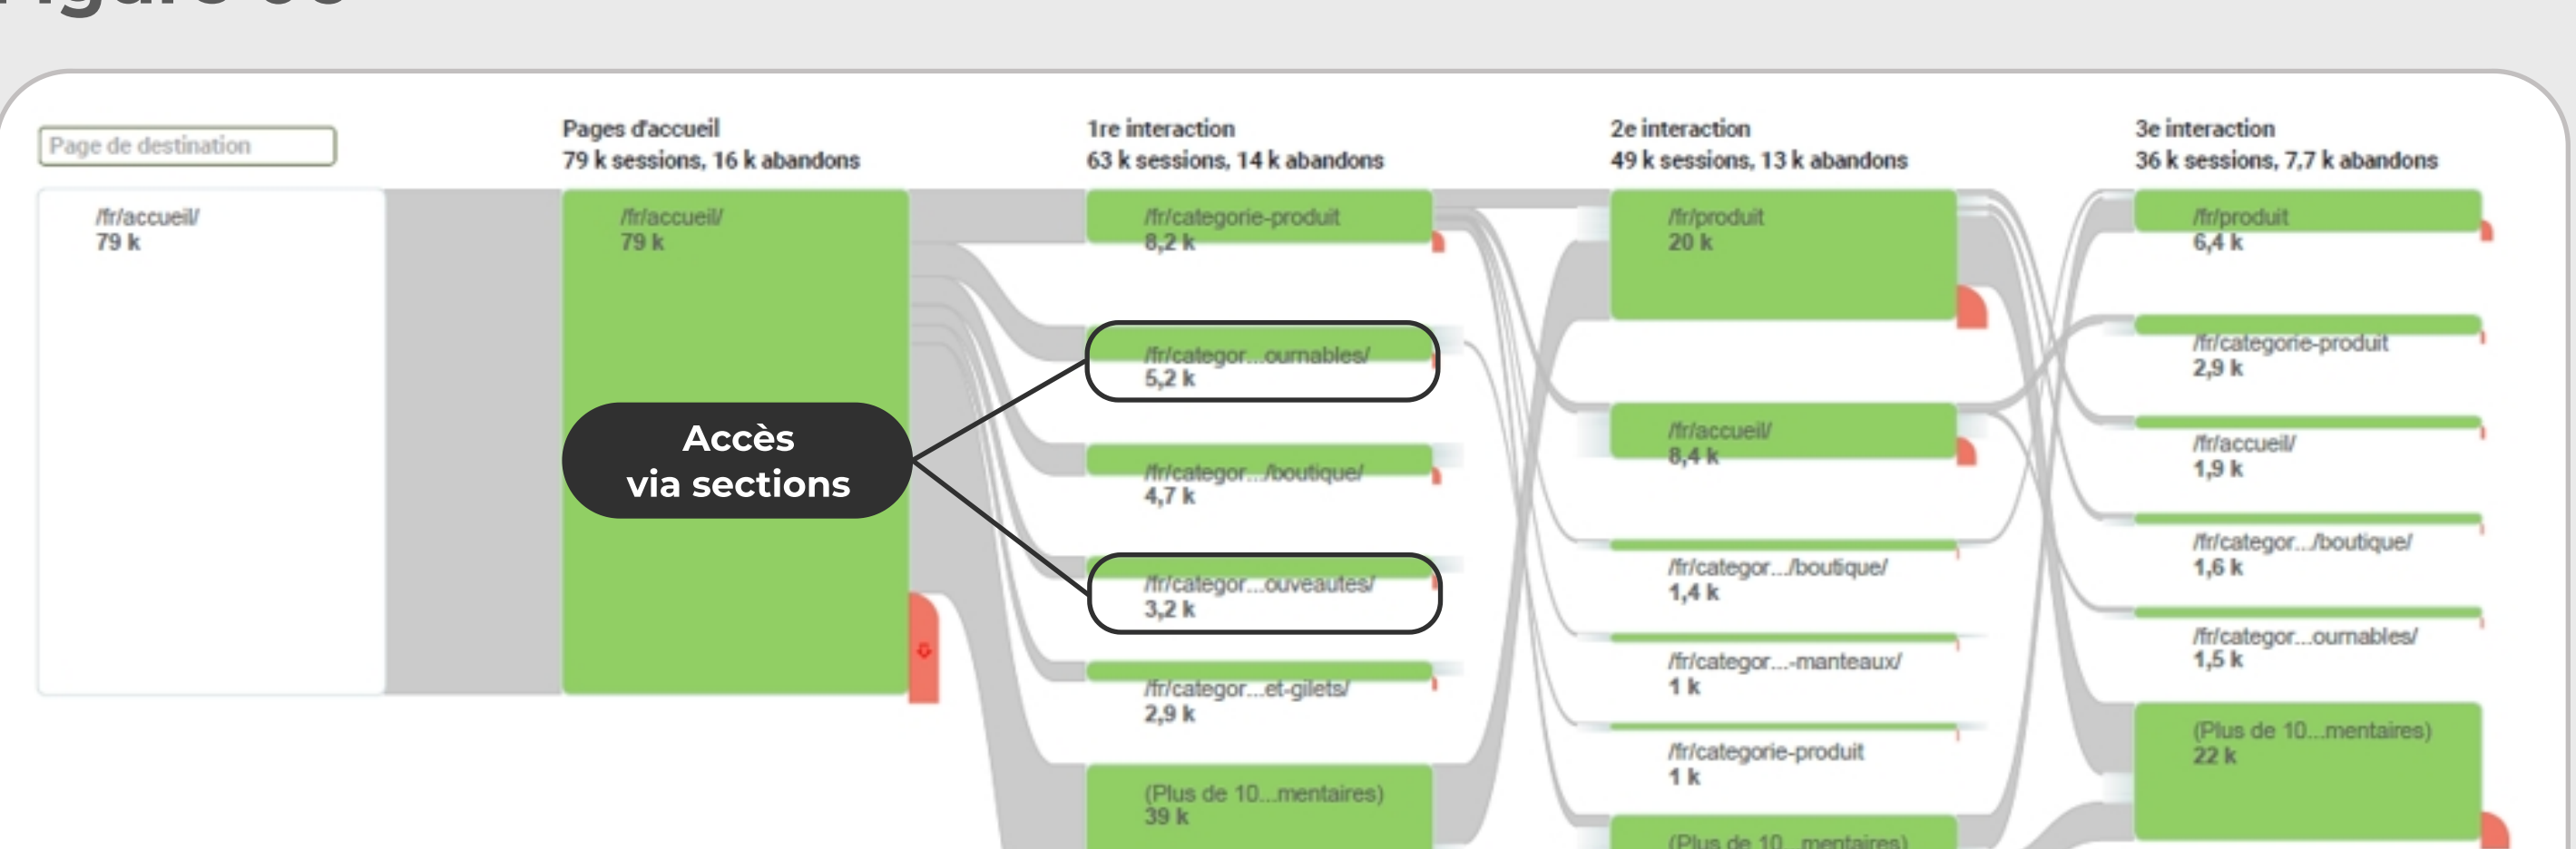 Page de destination
/fr/accueil/
79 k
Pages d'accueil
79 k sessions, 16 k abandons
/fr/accueil/
79 k
Accès
via sections
1re interaction
63 k sessions, 14 k abandons
/fr/categorie-produit
8,2 k
/fr/categor...ournables/
5,2 k
/fr/categor.../boutique/
4,7 k
/fr/categor...ouveautes/
3,2 k
/fr/categor...et-gilets/
2,9 k
(Plus de 10...mentaires)
39 k
2e interaction
49 k sessions, 13 k abandons
/fr/produit
20 k
/fr/accueil/
8,4 k
/fr/categor.../boutique/
1,4 k
/fr/categor...-manteaux/
1 k
/fr/categorie-produit
1 k
(Plus de 10...mentaires)
3e interaction
36 k sessions, 7,7 k abandons
/fr/produit
6,4 k
/fr/categorie-produit
2,9 k
/fr/accueil/
1,9 k
/fr/categor.../boutique/
1,6 k
/fr/categor...ournables/
1,5 k
(Plus de 10...mentaires)
22 k